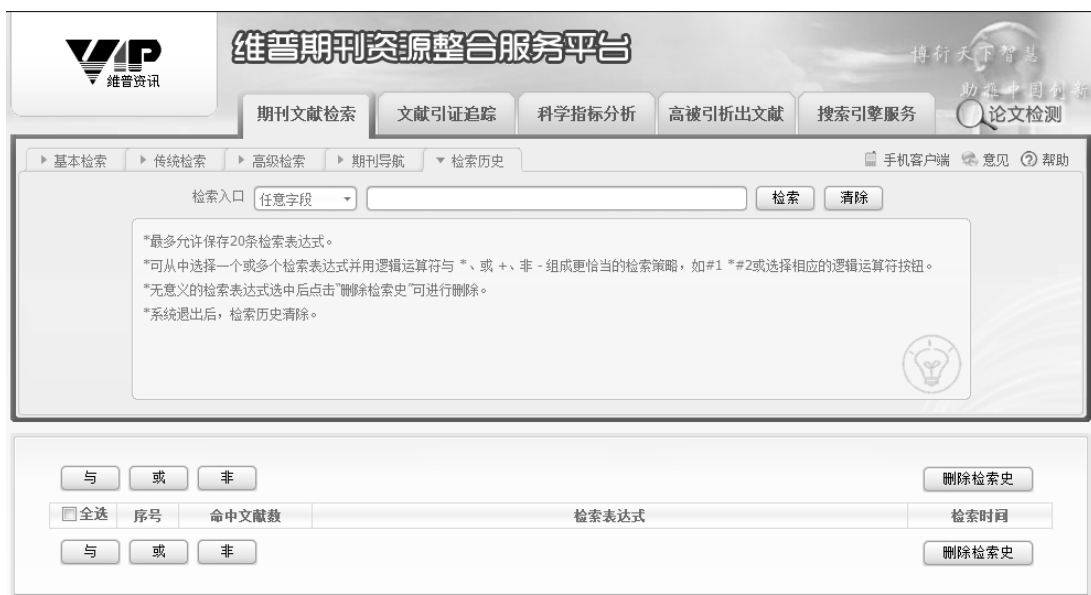 VIP
维普资讯
维普期刊资源整合服务平台
博衍天下智慧
助推中国创新
期刊文献检索 文献引证追踪 科学指标分析 高被引析出文献 搜索引擎服务 论文检测
基本检索 传统检索 高级检索 期刊导航 检索历史 手机客户端 意见 帮助
检索入口 任意字段 检索 清除
*最多允许保存20条检索表达式。
*可从中选择一个或多个检索表达式并用逻辑运算符与 *、或 +、非 - 组成更恰当的检索策略，如#1 *#2或选择相应的逻辑运算符按钮。
*无意义的检索表达式选中后点击"删除检索史"可进行删除。
*系统退出后，检索历史清除。
与 或 非 删除检索史
全选 序号 命中文献数 检索表达式 检索时间
与 或 非 删除检索史